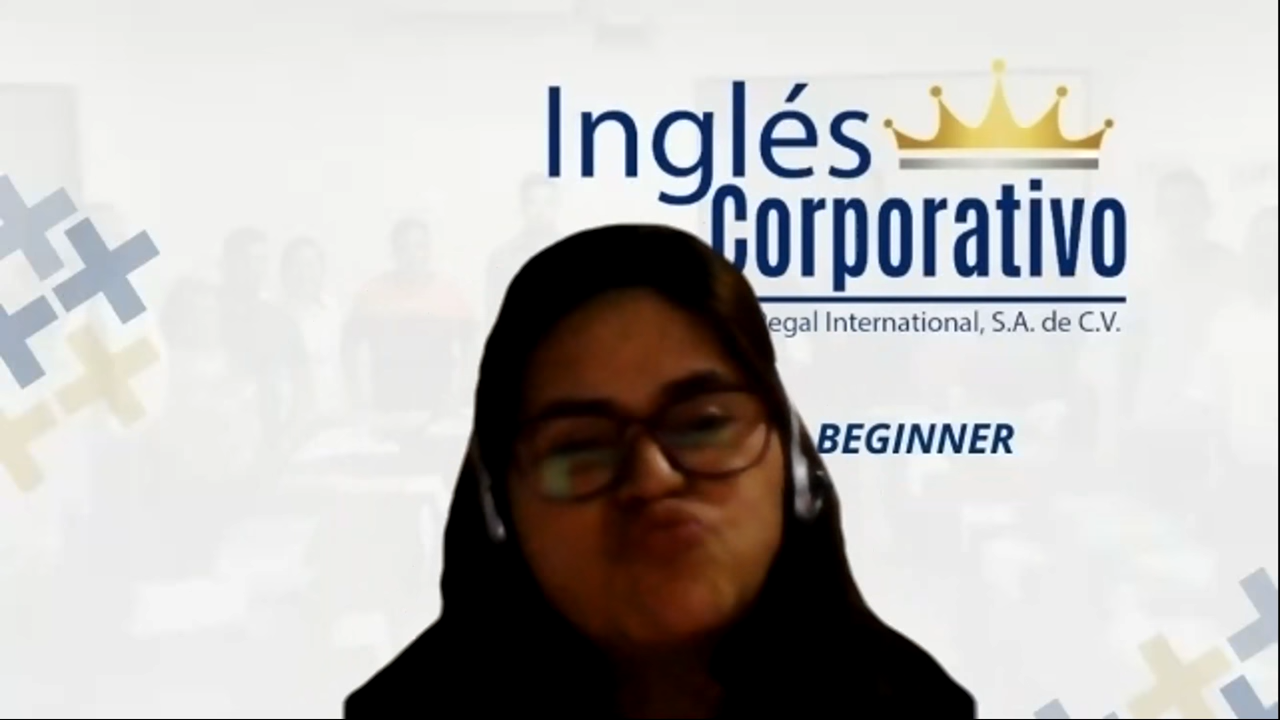 Inglés
Corporativo
egal International, S.A. de C.V.
BEGINNER